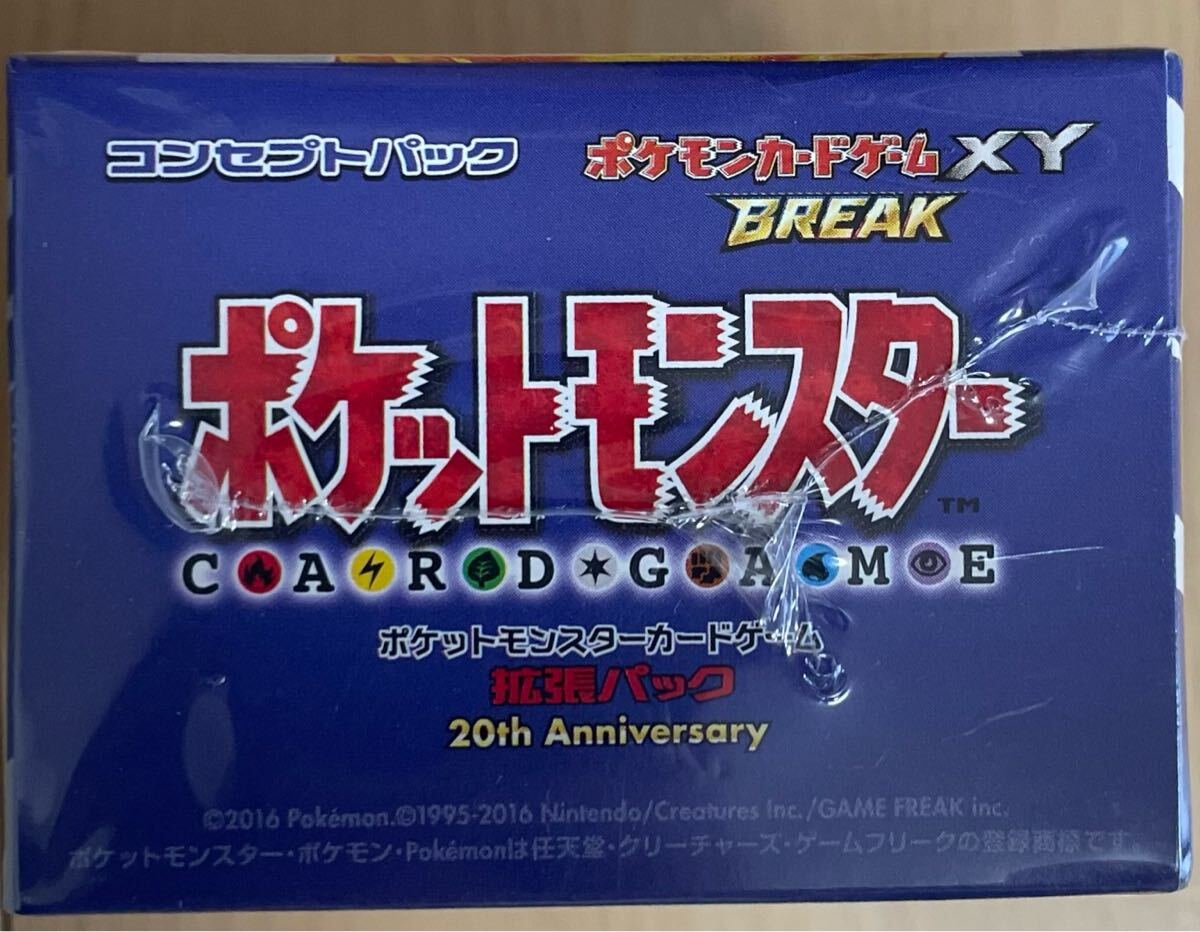 コンセプトパック
ポケモンカードゲームXY
BREAK
ポケットモンスター
TM
CARD GAME
ポケットモンスターカードゲーム
拡張パック
20th Anniversary
©2016 Pokémon.©1995-2016 Nintendo/Creatures Inc./GAME FREAK inc.
ポケットモンスター・ポケモン・Pokémonは任天堂・クリーチャーズ・ゲームフリークの登録商標です。